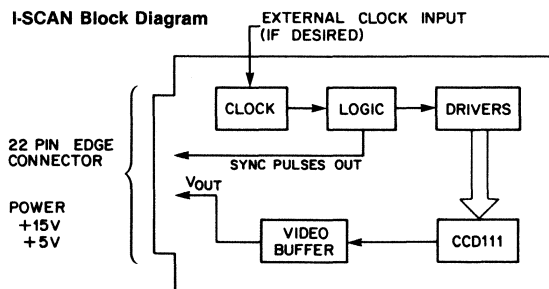 I-SCAN Block Diagram
EXTERNAL CLOCK INPUT
(IF DESIRED)
CLOCK
LOGIC
DRIVERS
22 PIN EDGE
CONNECTOR
SYNC PULSES OUT
VOUT
POWER
+15V
+5V
VIDEO
BUFFER
CCD111